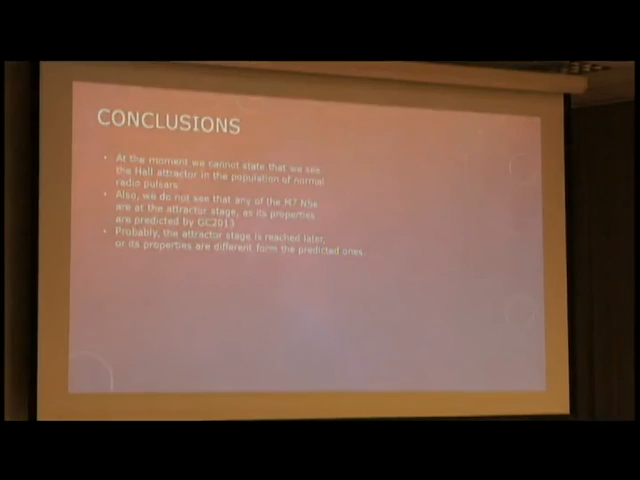 CONCLUSIONS
• At the moment we cannot state that we see
the Hall attractor in the population of normal
radio pulsars
• Also, we do not see that any of the M7 NSs
are at the attractor stage, as its properties
are predicted by GC2013
• Probably, the attractor stage is reached later,
or its properties are different form the predicted ones